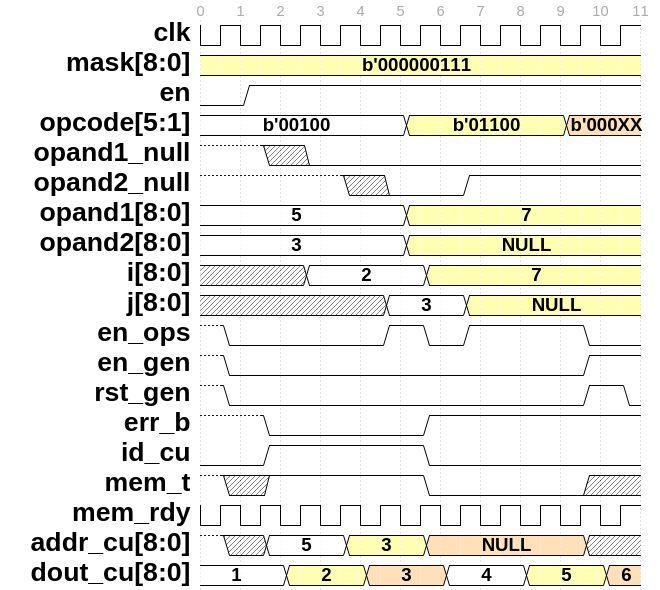 0 1 2 3 4 5 6 7 8 9 10 11
clk
mask[8:0] b'000000111
en
opcode[5:1] b'00100 b'01100 b'000XX
opand1_null
opand2_null
opand1[8:0] 5 7
opand2[8:0] 3 NULL
i[8:0] 2 7
j[8:0] 3 NULL
en_ops
en_gen
rst_gen
err_b
id_cu
mem_t
mem_rdy
addr_cu[8:0] 5 3 NULL
dout_cu[8:0] 1 2 3 4 5 6